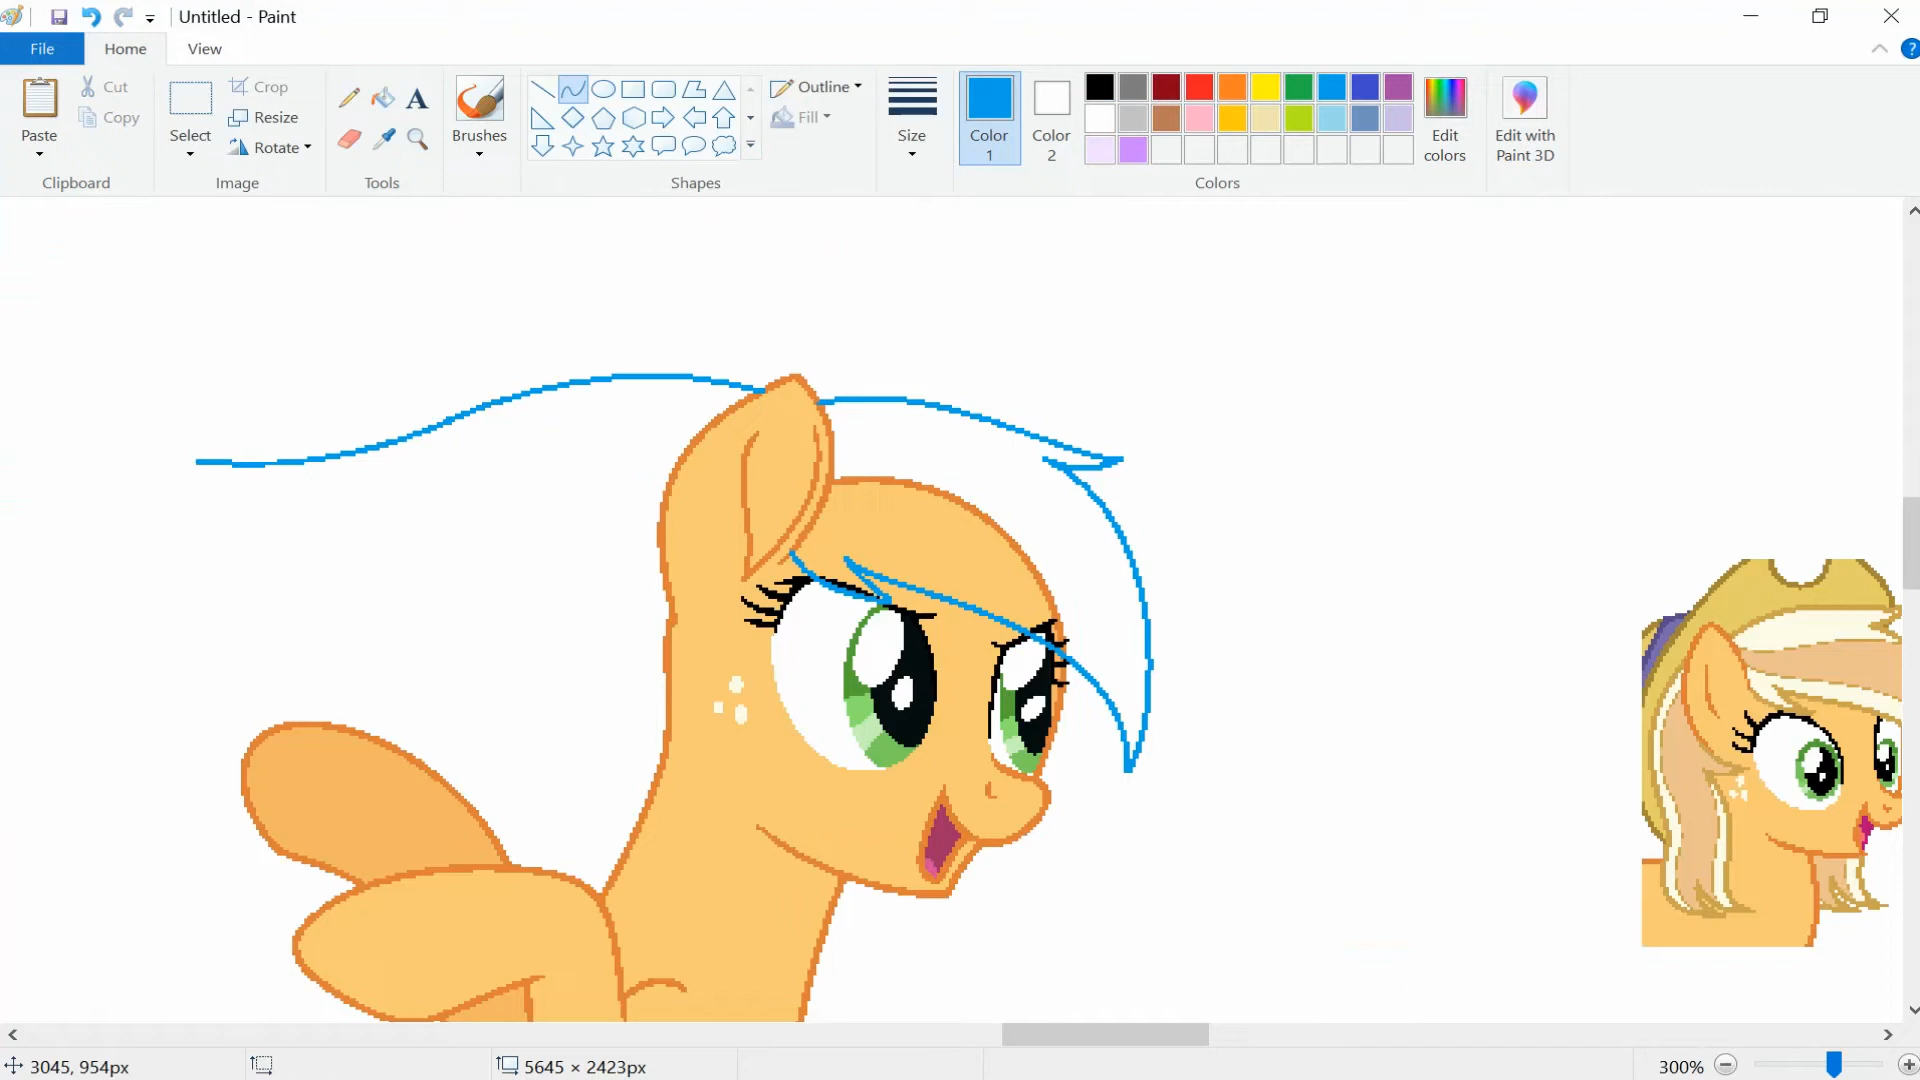 Untitled - Paint
File Home View
Paste
Cut
Copy
Clipboard
Select
Crop
Resize
Rotate
Image
A
Tools
Brushes
Shapes
Outline
Fill
Size
Color 1
Color 2
Colors
Edit colors
Edit with Paint 3D
?
3045, 954px
5645 × 2423px
300%